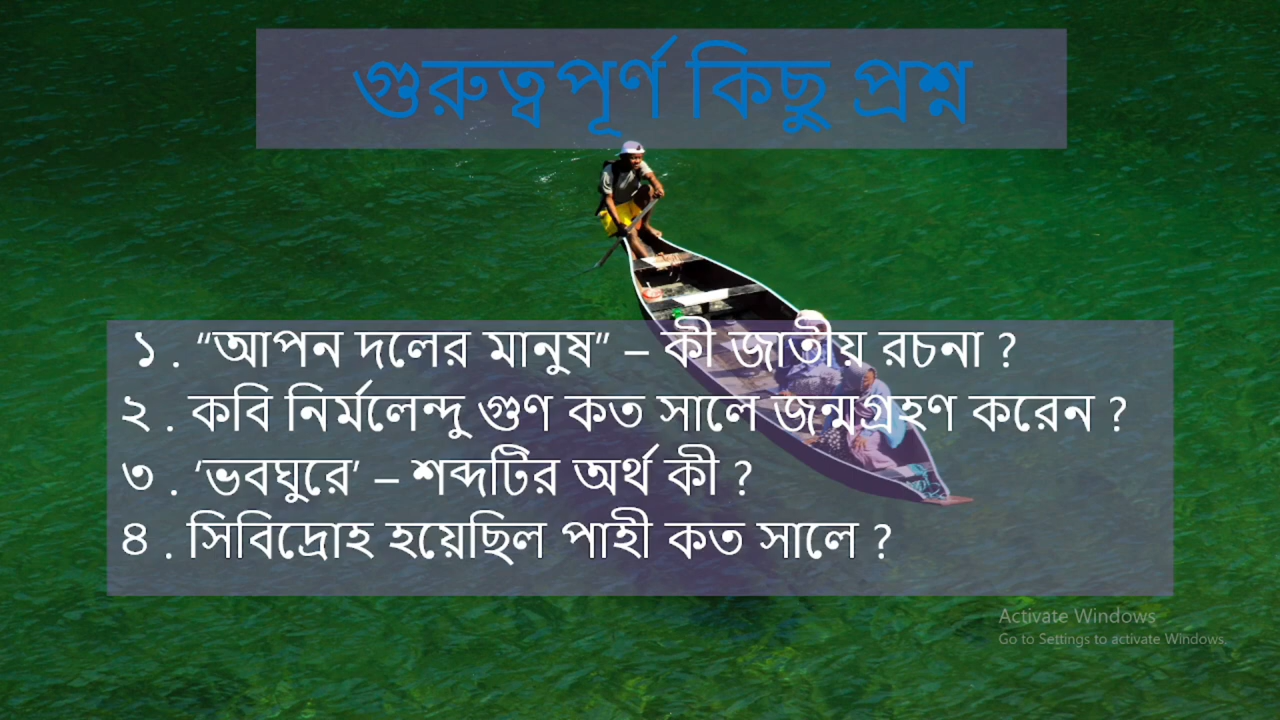 গুরুত্বপূর্ণ কিছু প্রশ্ন
১ . “আপন দলের মানুষ” – কী জাতীয় রচনা ?
২ . কবি নির্মলেন্দু গুণ কত সালে জন্মগ্রহণ করেন ?
৩ . ‘ভবঘুরে’ – শব্দটির অর্থ কী ?
৪ . সিবিদ্রোহ হয়েছিল পাহী কত সালে ?
Activate Windows
Go to Settings to activate Windows.